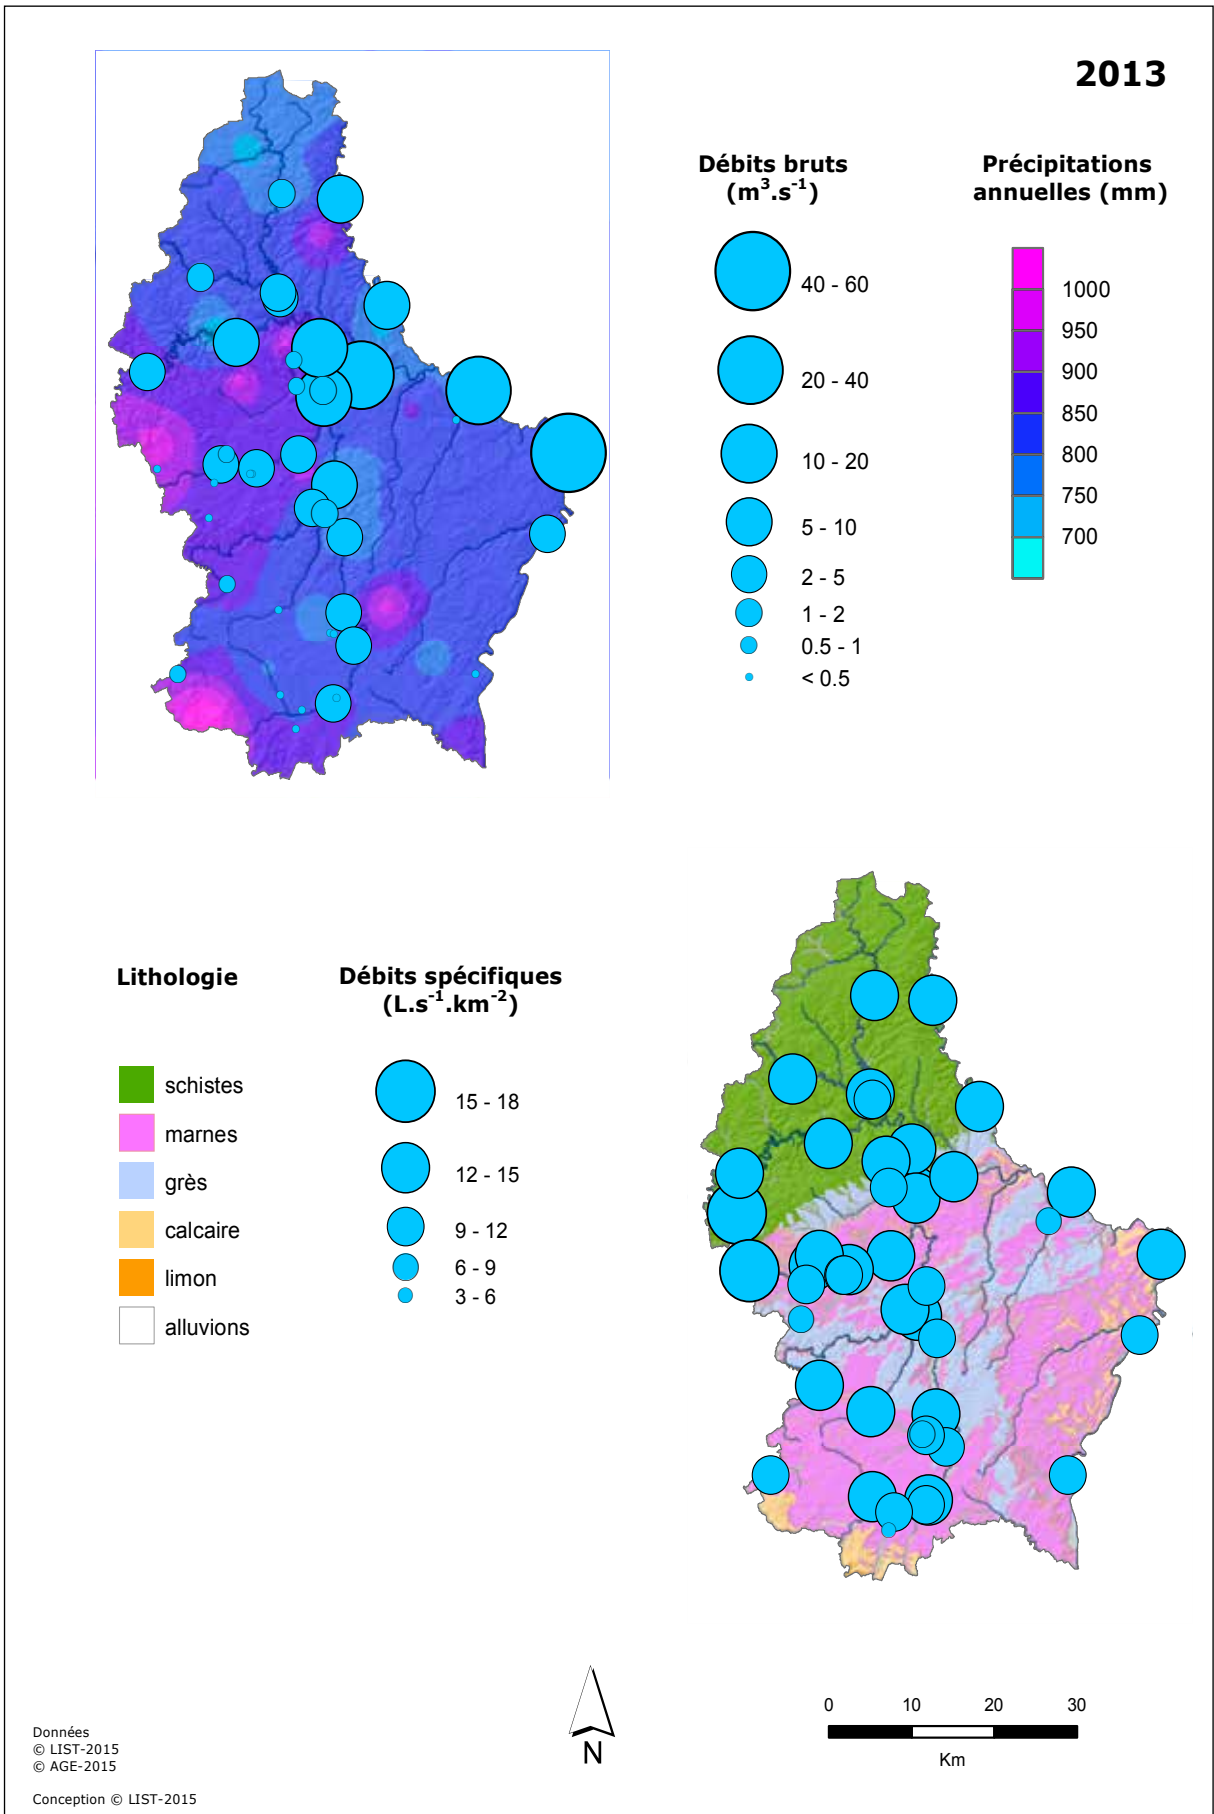 2013
Débits bruts
(m³.s⁻¹)
40 - 60
20 - 40
10 - 20
5 - 10
2 - 5
1 - 2
0.5 - 1
< 0.5
Précipitations
annuelles (mm)
1000
950
900
850
800
750
700
Lithologie
schistes
marnes
grès
calcaire
limon
alluvions
Débits spécifiques
(L.s⁻¹.km⁻²)
15 - 18
12 - 15
9 - 12
6 - 9
3 - 6
N
0 10 20 30
Km
Données
© LIST-2015
© AGE-2015
Conception © LIST-2015